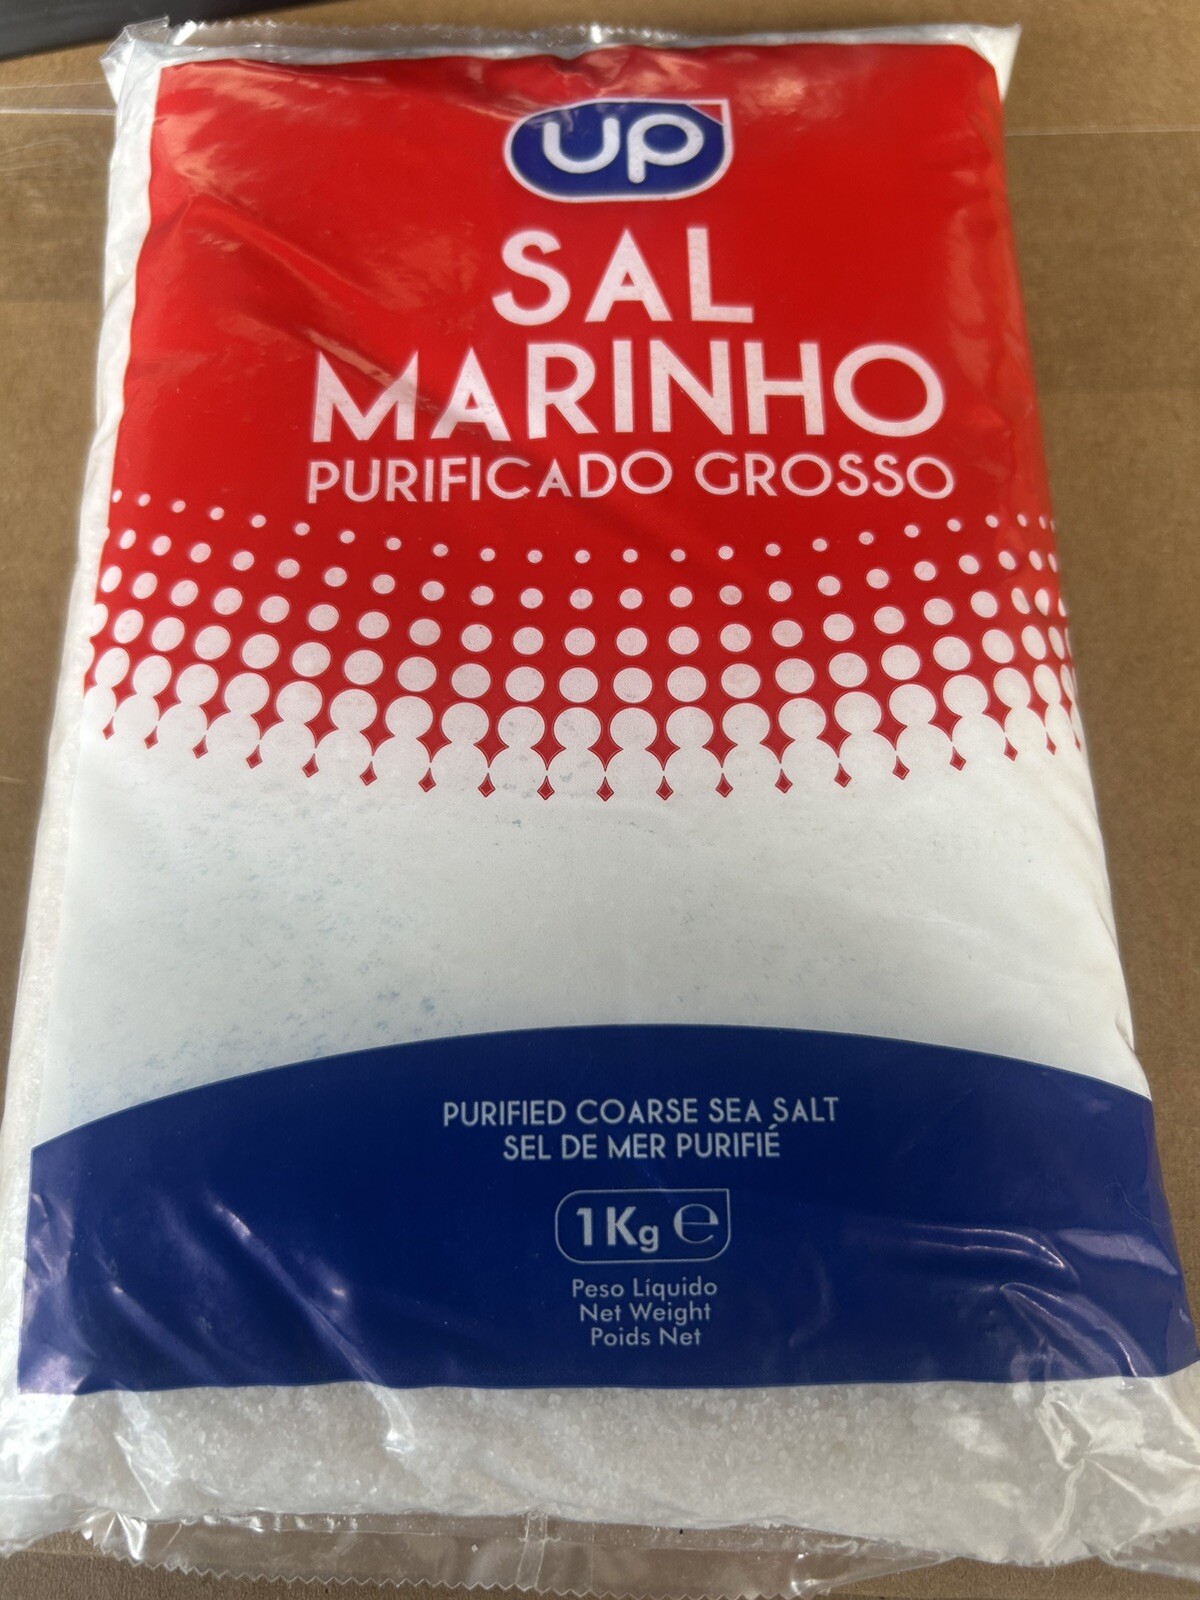 UP
SAL
MARINHO
PURIFICADO GROSSO
PURIFIED COARSE SEA SALT
SEL DE MER PURIFIÉ
1Kg ℮
Peso Líquido
Net Weight
Poids Net